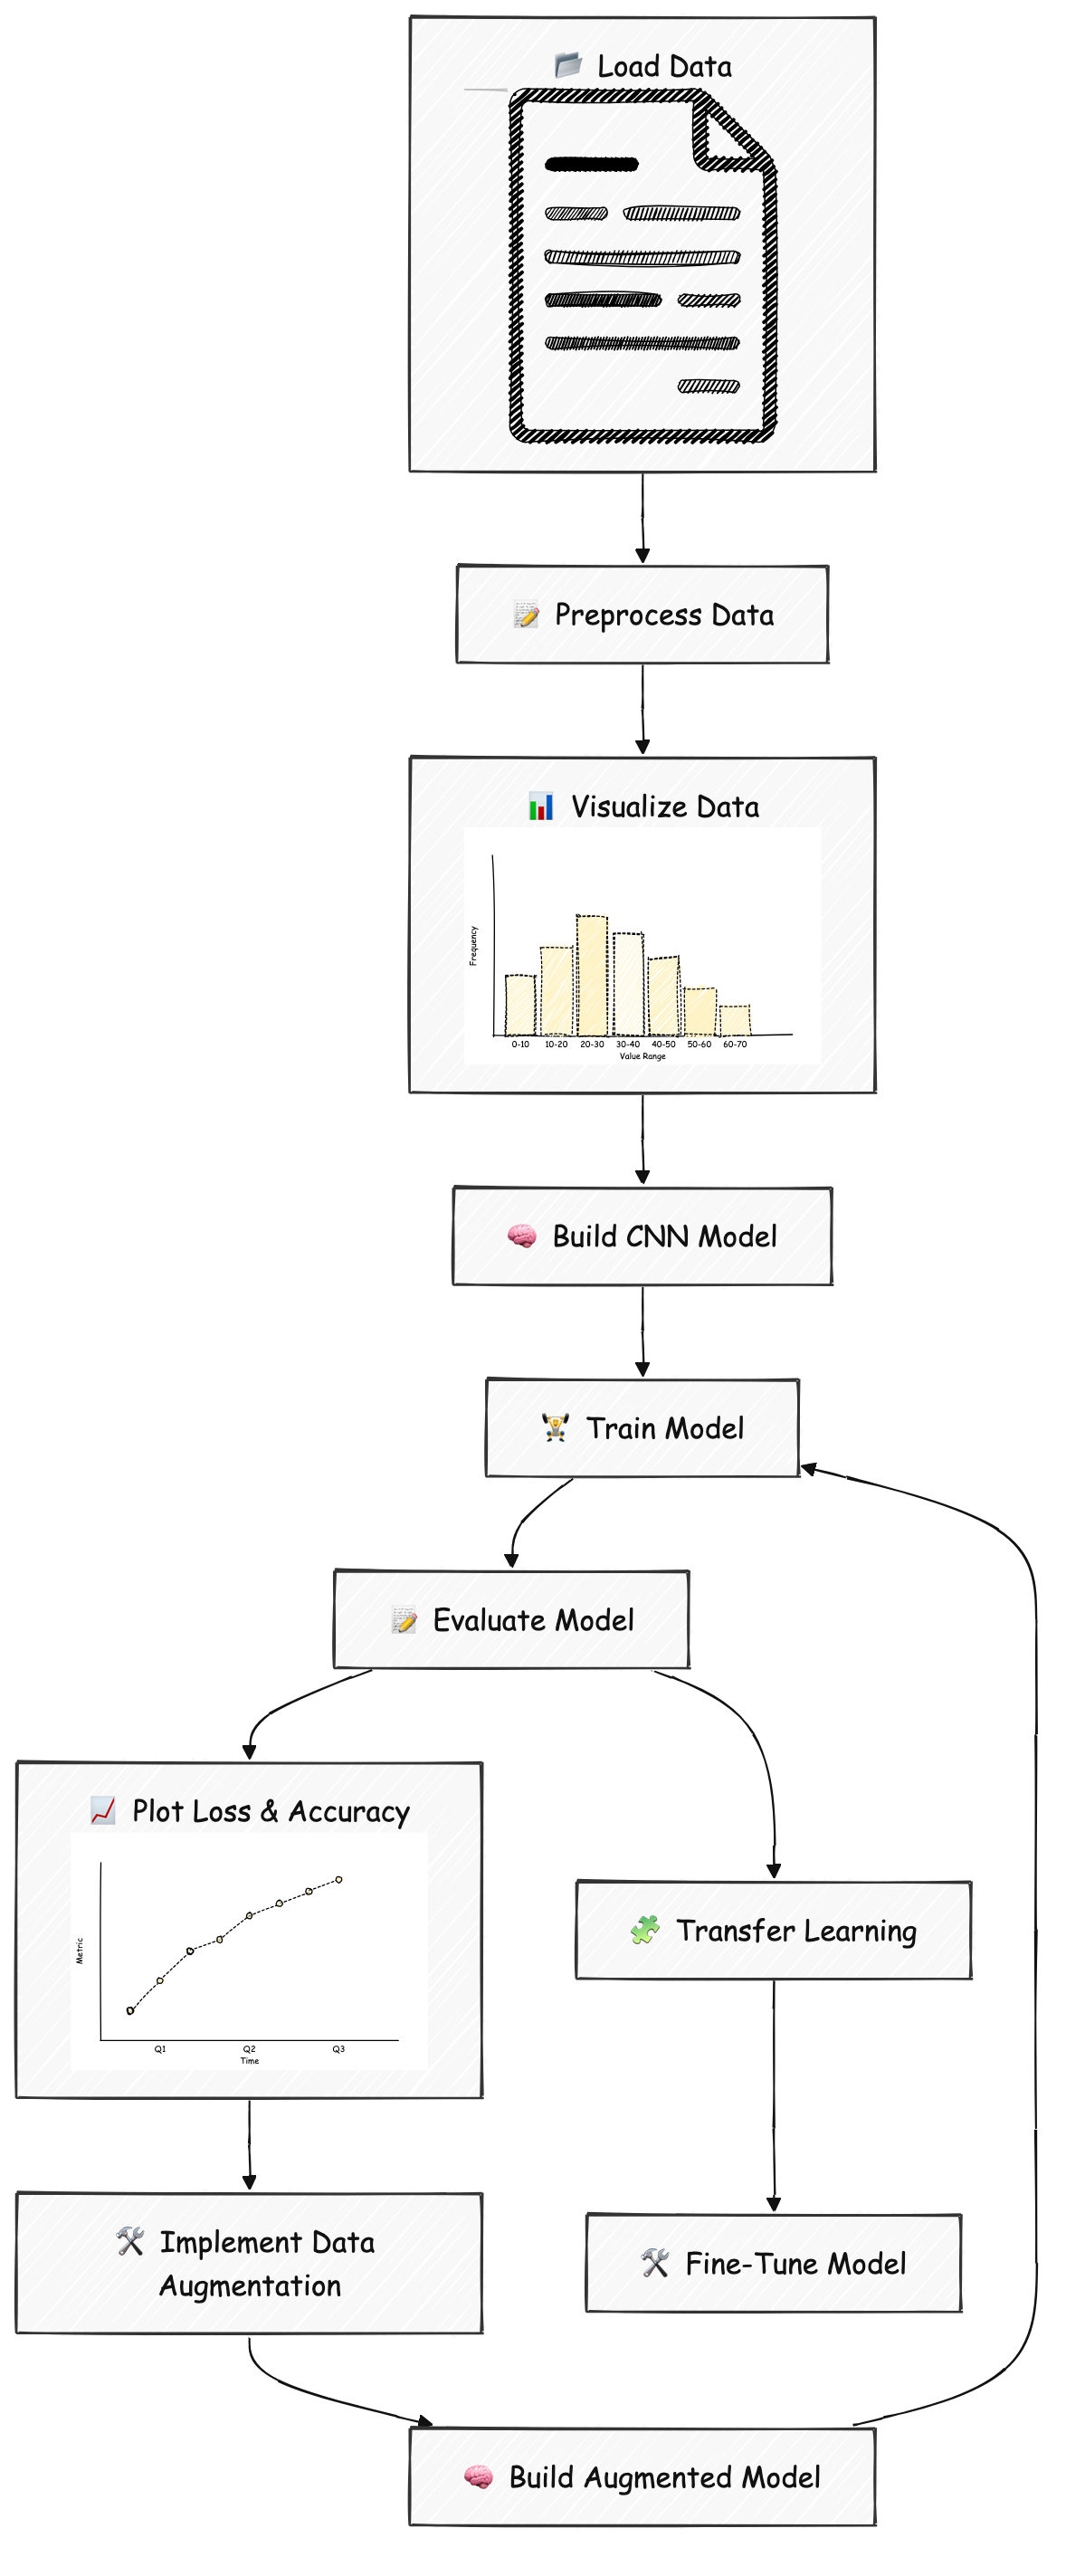 Load Data
Preprocess Data
Visualize Data
Frequency
0-10 10-20 20-30 30-40 40-50 50-60 60-70
Value Range
Build CNN Model
Train Model
Evaluate Model
Plot Loss & Accuracy
Metric
Q1 Q2 Q3
Time
Transfer Learning
Implement Data
Augmentation
Fine-Tune Model
Build Augmented Model